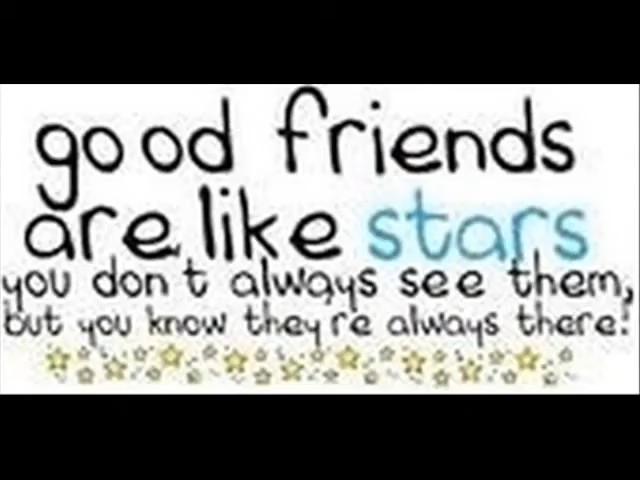 good friends
are like stars
you don't always see them,
but you know they're always there!